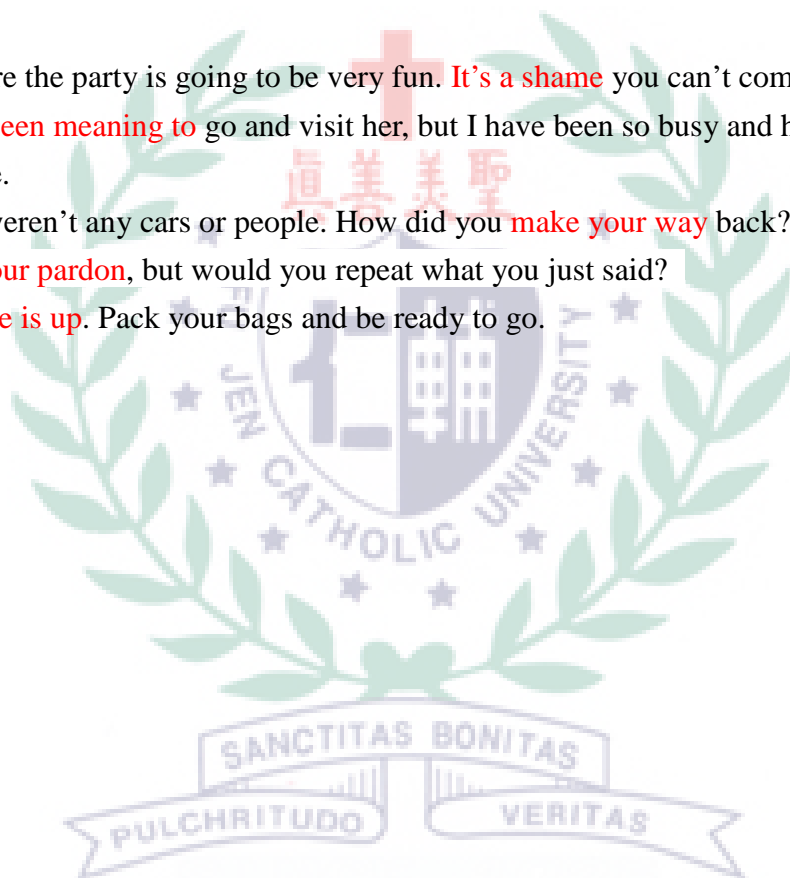 re the party is going to be very fun. It's a shame you can't com
een meaning to go and visit her, but I have been so busy and h
e.
veren't any cars or people. How did you make your way back?
our pardon, but would you repeat what you just said?
e is up. Pack your bags and be ready to go.
眞善美聖
JEN CATHOLIC UNIVERSITY
SANCTITAS BONITAS
PULCHRITUDO VERITAS